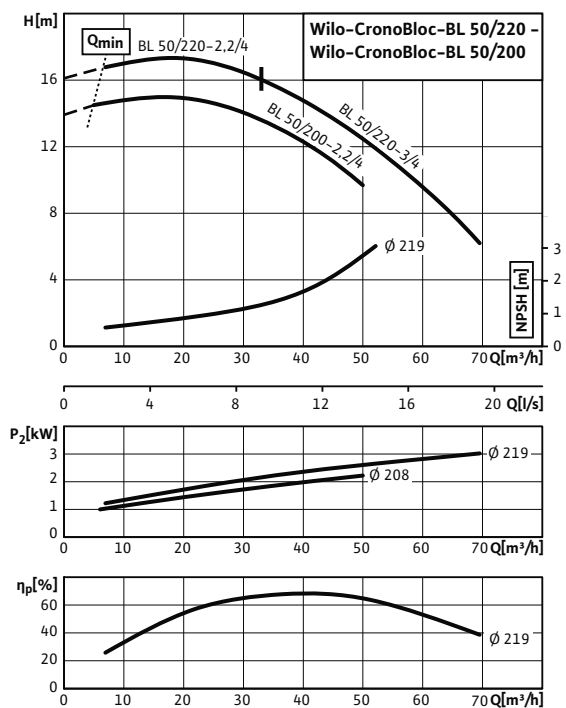 H[m]
Wilo-CronoBloc-BL 50/220 -
Wilo-CronoBloc-BL 50/200
Qmin
BL 50/220-2,2/4
BL 50/220-3/4
BL 50/200-2,2/4
16
12
8
4
0
Ø 219
3
2
1
0
NPSH [m]
0 10 20 30 40 50 60 70 Q[m³/h]
0 4 8 12 16 20 Q[l/s]
P₂[kW]
3
2
1
0
Ø 219
Ø 208
0 10 20 30 40 50 60 70 Q[m³/h]
ηp[%]
60
40
20
0
Ø 219
0 10 20 30 40 50 60 70 Q[m³/h]